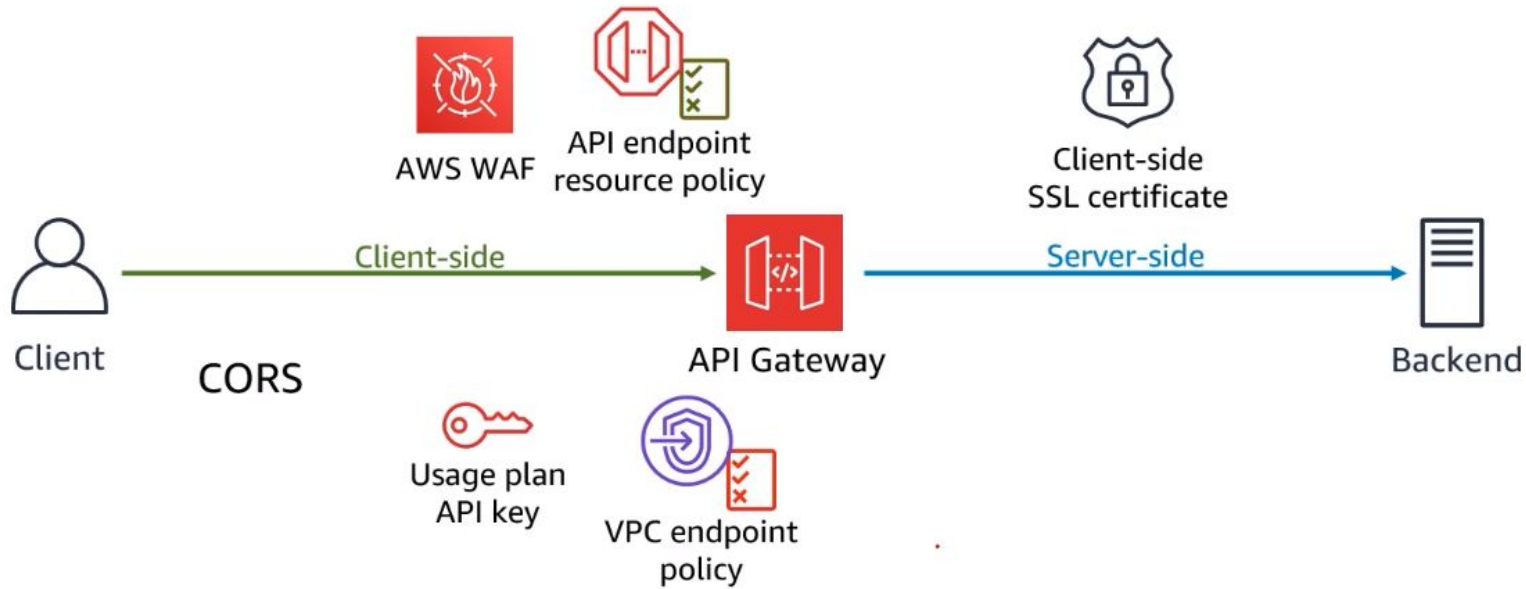 AWS WAF
API endpoint
resource policy
Client-side
SSL certificate
Client-side
Server-side
</>
Client
CORS
API Gateway
Backend
Usage plan
API key
VPC endpoint
policy